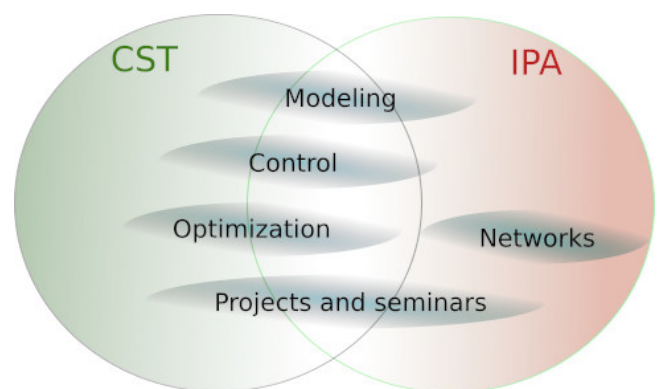 CST
IPA
Modeling
Control
Optimization
Networks
Projects and seminars